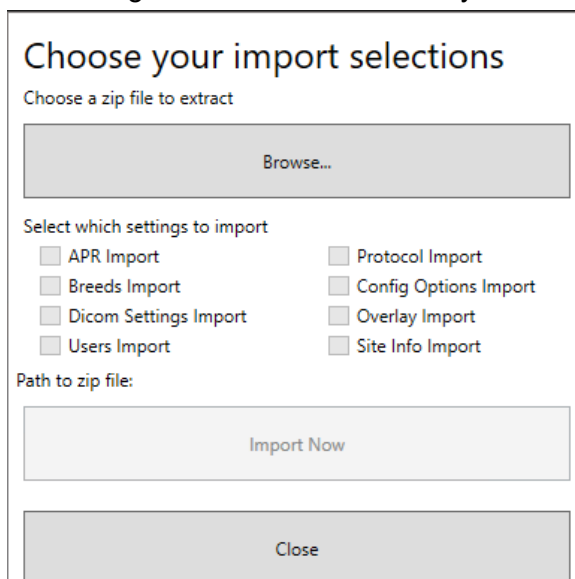 Choose your import selections
Choose a zip file to extract
Browse...
Select which settings to import
APR Import
Protocol Import
Breeds Import
Config Options Import
Dicom Settings Import
Overlay Import
Users Import
Site Info Import
Path to zip file:
Import Now
Close